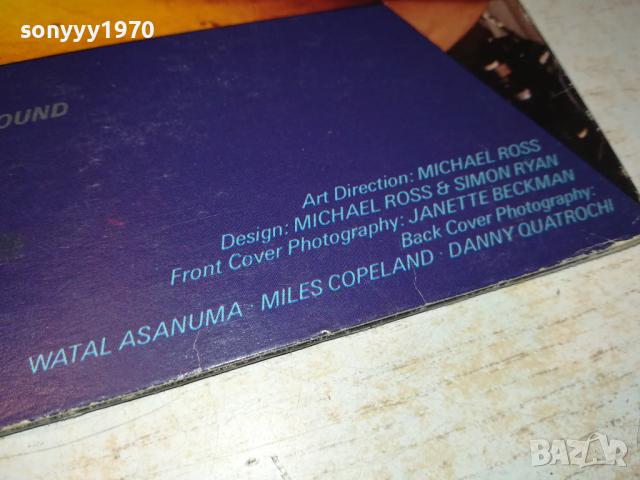 sonyyy1970
OUND
Art Direction: MICHAEL ROSS
Design: MICHAEL ROSS & SIMON RYAN
Front Cover Photography: JANETTE BECKMAN
Back Cover Photography:
WATAL ASANUMA · MILES COPELAND · DANNY QUATROCHI
BAZAR